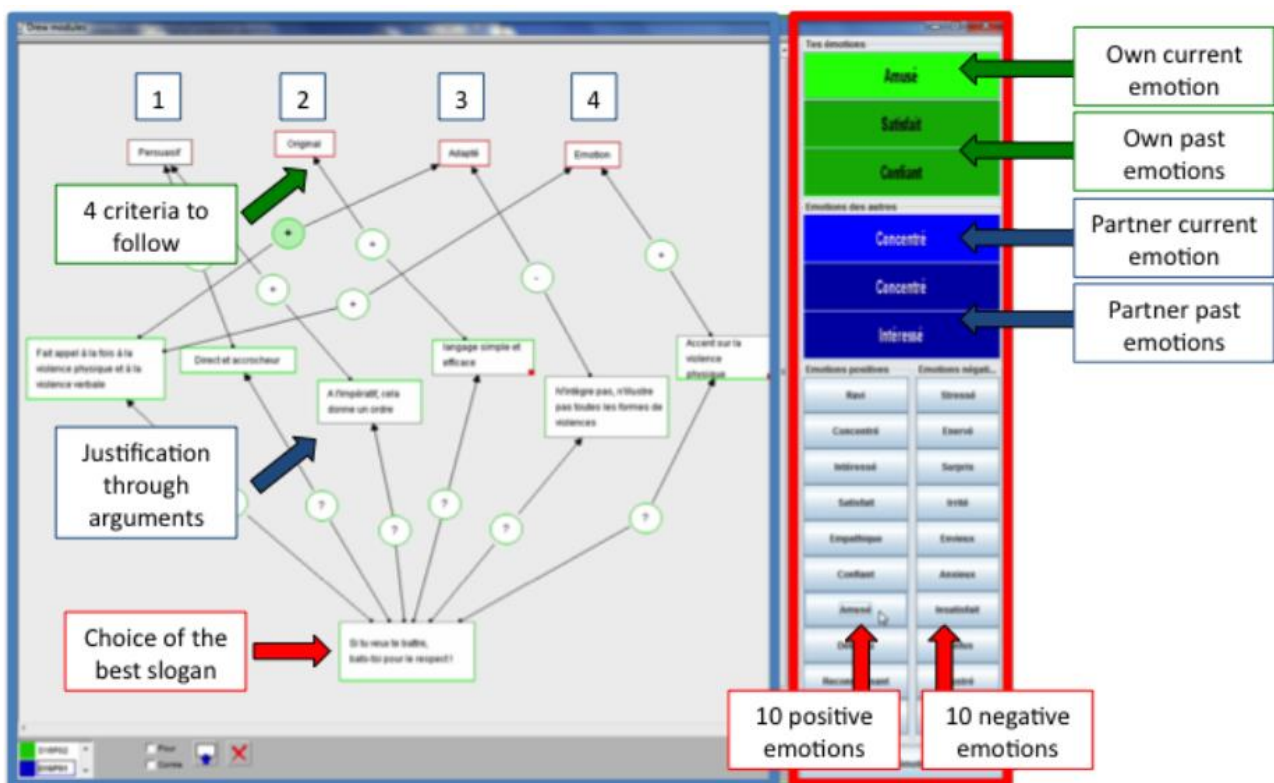 Drew modules
1
2
3
4
Persuasif
Original
Adapté
Emotion
4 criteria to
follow
+
+
+
+
-
+
Fait appel à la fois à la
violence physique et à la
violence verbale
Direct et accrocheur
A l'impératif, cela
donne un ordre
langage simple et
efficace
N'intègre pas, n'illustre
pas toutes les formes de
violences
Accent sur la
violence
physique
Justification
through
arguments
?
?
?
?
?
Choice of the
best slogan
Si tu veux te battre,
bats-toi pour le respect !
Pour
Contre
Tes émotions
Amusé
Satisfait
Confiant
Emotions des autres
Concentré
Concentré
Intéressé
Emotions positives
Emotions négati...
Ravi
Stressé
Concentré
Enervé
Intéressé
Surpris
Satisfait
Irrité
Empathique
Envieux
Confiant
Anxieux
Amusé
Insatisfait
10 positive
emotions
10 negative
emotions
Own current
emotion
Own past
emotions
Partner current
emotion
Partner past
emotions